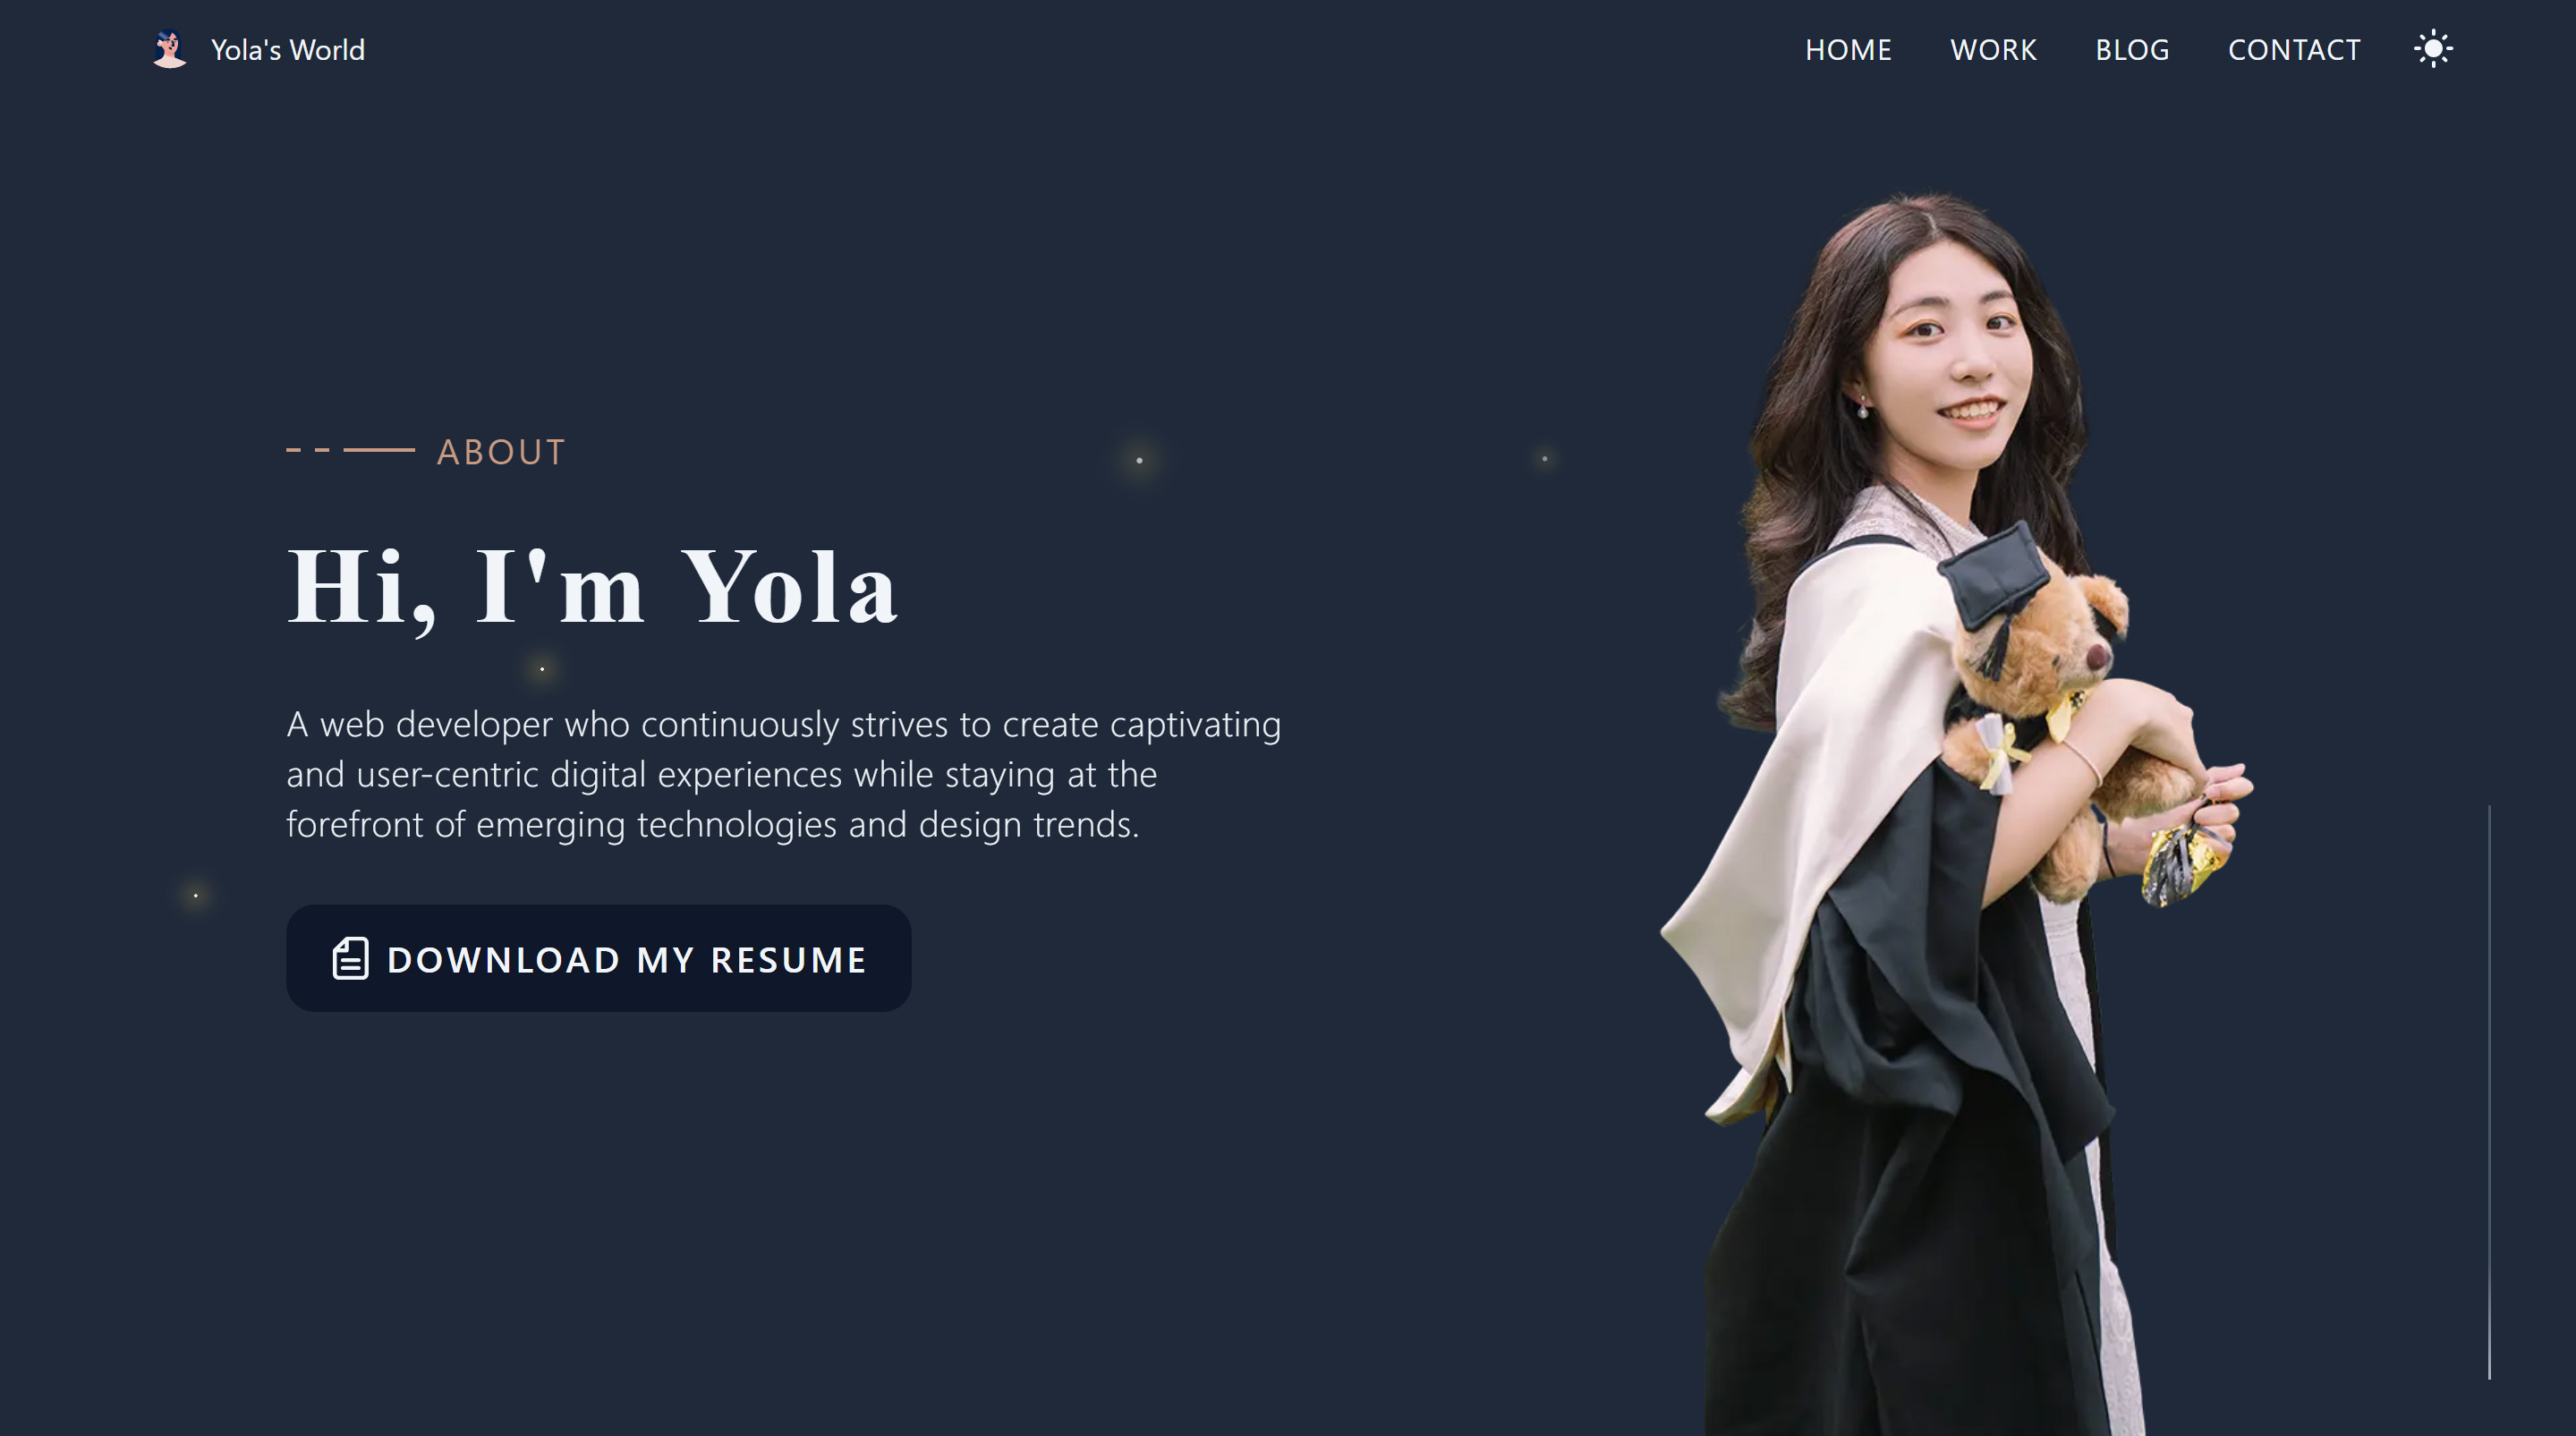 Yola's World
HOME
WORK
BLOG
CONTACT
ABOUT
Hi, I'm Yola
A web developer who continuously strives to create captivating
and user-centric digital experiences while staying at the
forefront of emerging technologies and design trends.
DOWNLOAD MY RESUME